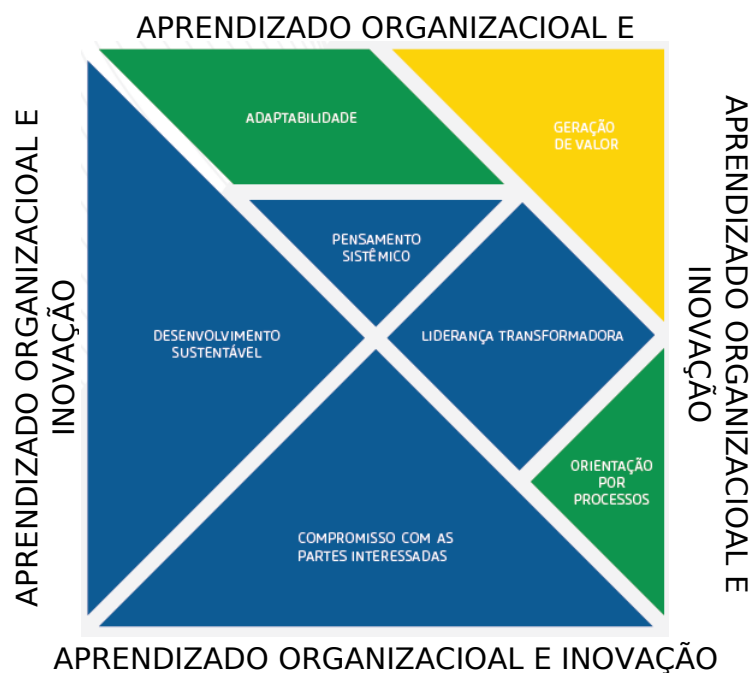 APRENDIZADO ORGANIZACIOAL E
ADAPTABILIDADE
GERAÇÃO
DE VALOR
PENSAMENTO
SISTÊMICO
DESENVOLVIMENTO
SUSTENTÁVEL
LIDERANÇA TRANSFORMADORA
ORIENTAÇÃO
POR
PROCESSOS
COMPROMISSO COM AS
PARTES INTERESSADAS
APRENDIZADO ORGANIZACIOAL E
INOVAÇÃO
APRENDIZADO ORGANIZACIOAL E
INOVAÇÃO
APRENDIZADO ORGANIZACIOAL E INOVAÇÃO